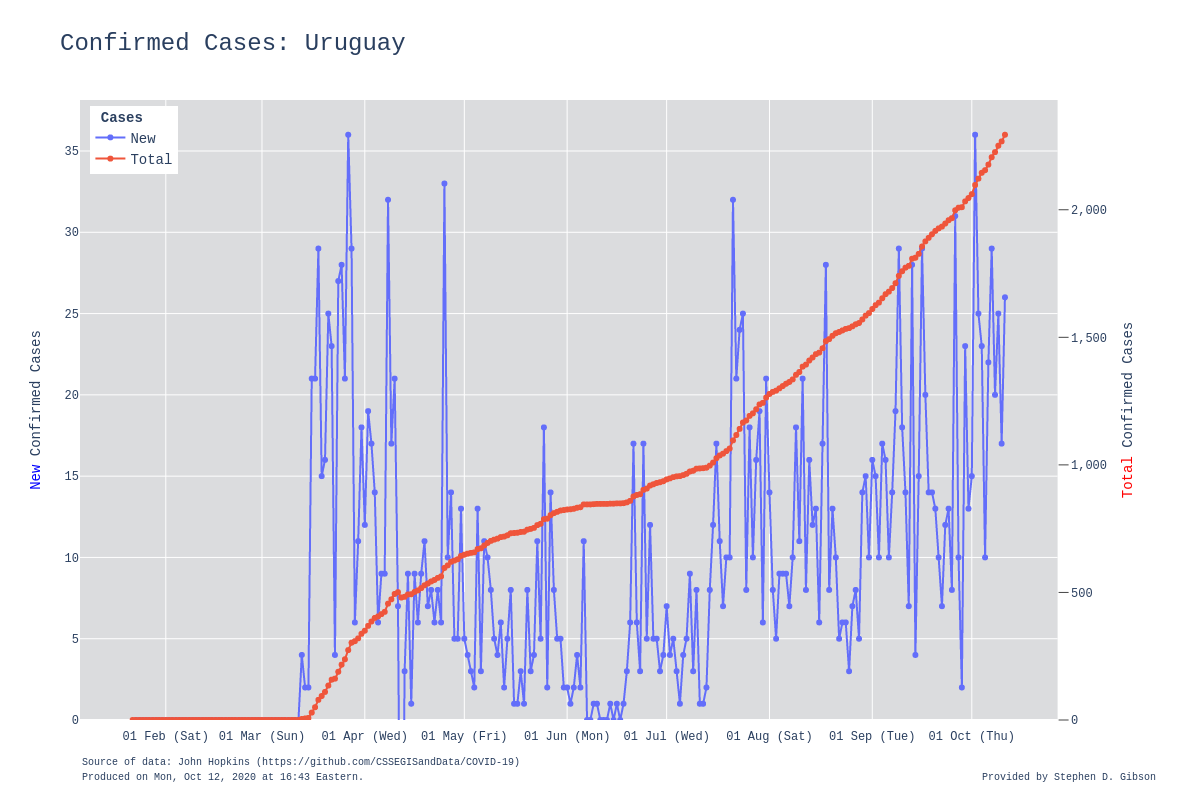 Confirmed Cases: Uruguay
Cases
New
Total
35
30
25
20
15
10
5
0
New Confirmed Cases
2,000
1,500
1,000
500
0
Total Confirmed Cases
01 Feb (Sat) 01 Mar (Sun) 01 Apr (Wed) 01 May (Fri) 01 Jun (Mon) 01 Jul (Wed) 01 Aug (Sat) 01 Sep (Tue) 01 Oct (Thu)
Source of data: John Hopkins (https://github.com/CSSEGISandData/COVID-19)
Produced on Mon, Oct 12, 2020 at 16:43 Eastern.
Provided by Stephen D. Gibson